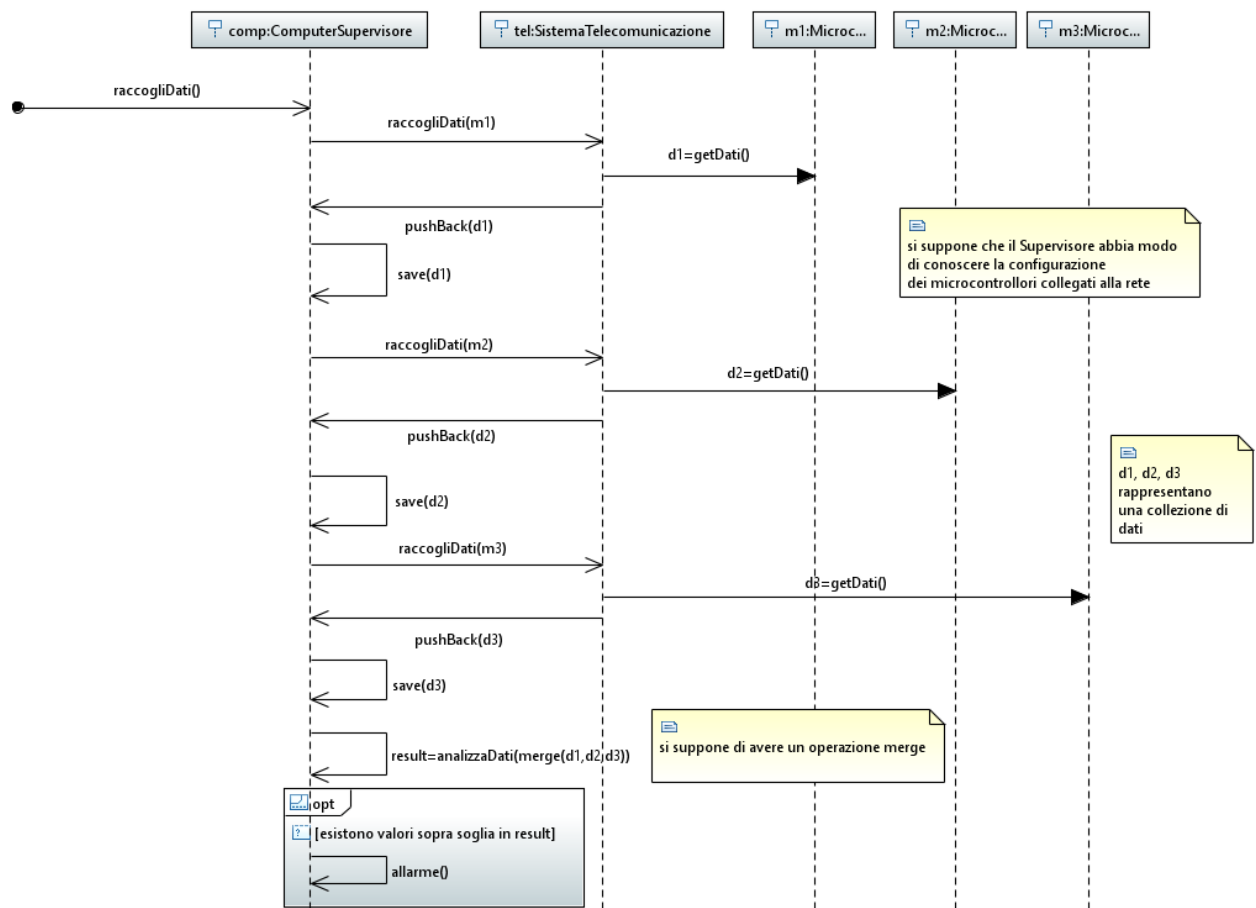 comp:ComputerSupervisore
tel:SistemaTelecomunicazione
m1:Microc...
m2:Microc...
m3:Microc...
raccogliDati()
raccogliDati(m1)
d1=getDati()
pushBack(d1)
si suppone che il Supervisore abbia modo
di conoscere la configurazione
dei microcontrollori collegati alla rete
save(d1)
raccogliDati(m2)
d2=getDati()
pushBack(d2)
d1, d2, d3
rappresentano
una collezione di
dati
save(d2)
raccogliDati(m3)
d3=getDati()
pushBack(d3)
save(d3)
si suppone di avere un operazione merge
result=analizzaDati(merge(d1,d2,d3))
opt
[esistono valori sopra soglia in result]
allarme()